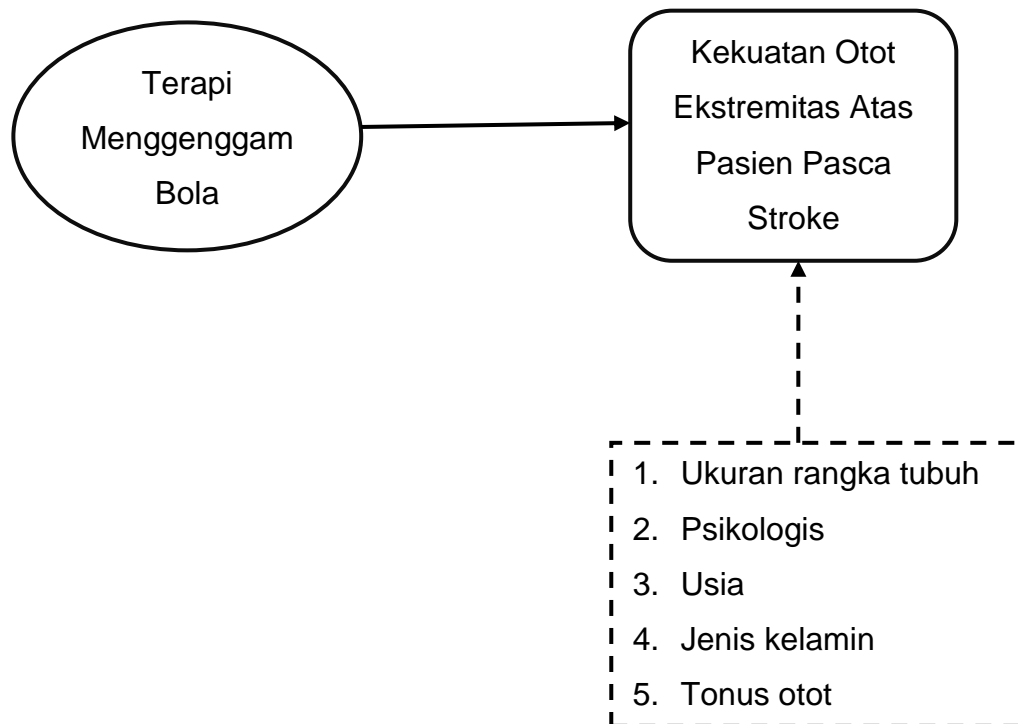 Terapi
Menggenggam
Bola
Kekuatan Otot
Ekstremitas Atas
Pasien Pasca
Stroke
1. Ukuran rangka tubuh
2. Psikologis
3. Usia
4. Jenis kelamin
5. Tonus otot